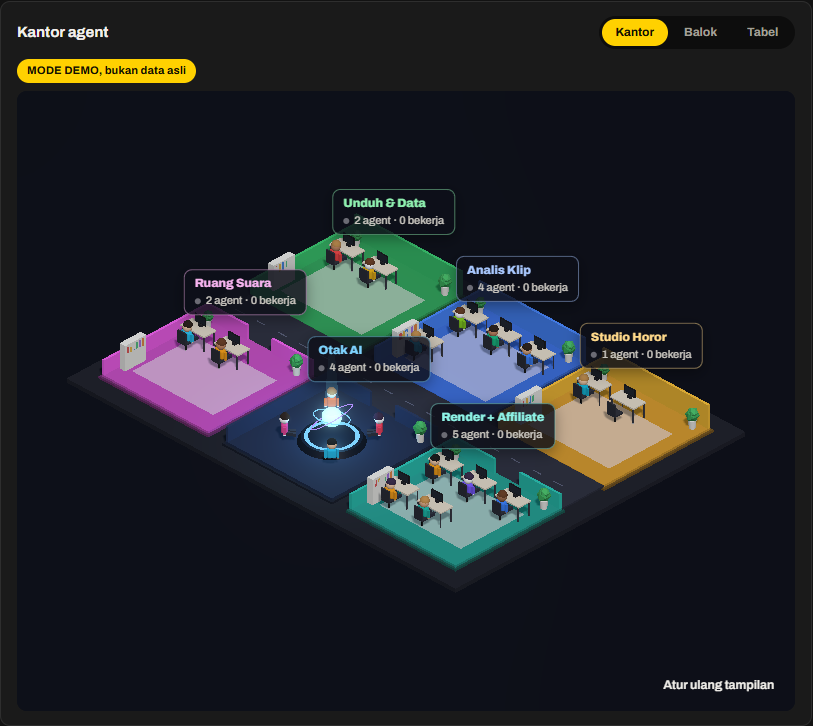 Kantor agent
Kantor
Balok
Tabel
MODE DEMO, bukan data asli
Unduh & Data
2 agent · 0 bekerja
Analis Klip
4 agent · 0 bekerja
Ruang Suara
2 agent · 0 bekerja
Studio Horor
1 agent · 0 bekerja
Otak AI
4 agent · 0 bekerja
Render + Affiliate
5 agent · 0 bekerja
Atur ulang tampilan